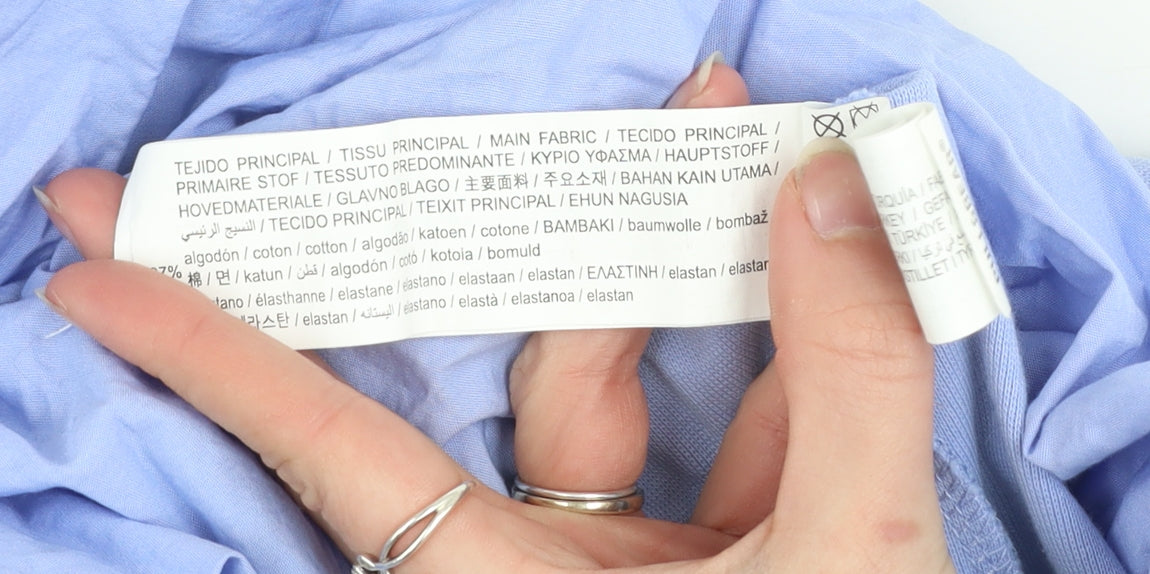 TEJIDO PRINCIPAL / TISSU PRINCIPAL / MAIN FABRIC / TECIDO PRINCIPAL /
PRIMAIRE STOF / TESSUTO PREDOMINANTE / ΚΥΡΙΟ ΥΦΑΣΜΑ / HAUPTSTOFF /
HOVEDMATERIALE / GLAVNO BLAGO / 主要面料 / 주요소재 / BAHAN KAIN UTAMA /
النسيج الرئيسي / TECIDO PRINCIPAL / TEIXIT PRINCIPAL / EHUN NAGUSIA
algodón / coton / cotton / algodão / katoen / cotone / BAMBAKI / baumwolle / bombaž
棉 / 면 / katun / قطن / algodón / cotó / kotoia / bomuld
/ élasthanne / elastane / elastano / elastaan / elastan / ΕΛΑΣΤΙΝΗ / elastan / elastan
/ elastan / اليستانه / elastano / elastà / elastanoa / elastan
TÜRKIYE